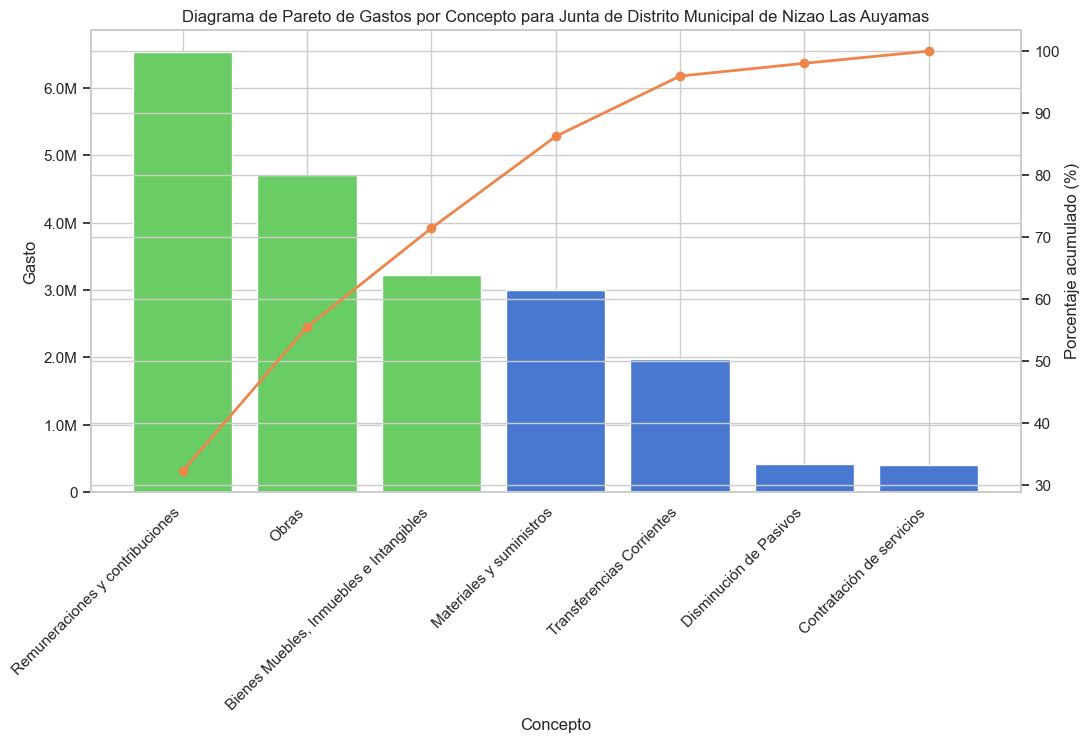 Diagrama de Pareto de Gastos por Concepto para Junta de Distrito Municipal de Nizao Las Auyamas
Gasto
6.0M
5.0M
4.0M
3.0M
2.0M
1.0M
0
100
90
80
70
60
50
40
30
Porcentaje acumulado (%)
Remuneraciones y contribuciones
Obras
Bienes Muebles, Inmuebles e Intangibles
Materiales y suministros
Transferencias Corrientes
Disminución de Pasivos
Contratación de servicios
Concepto